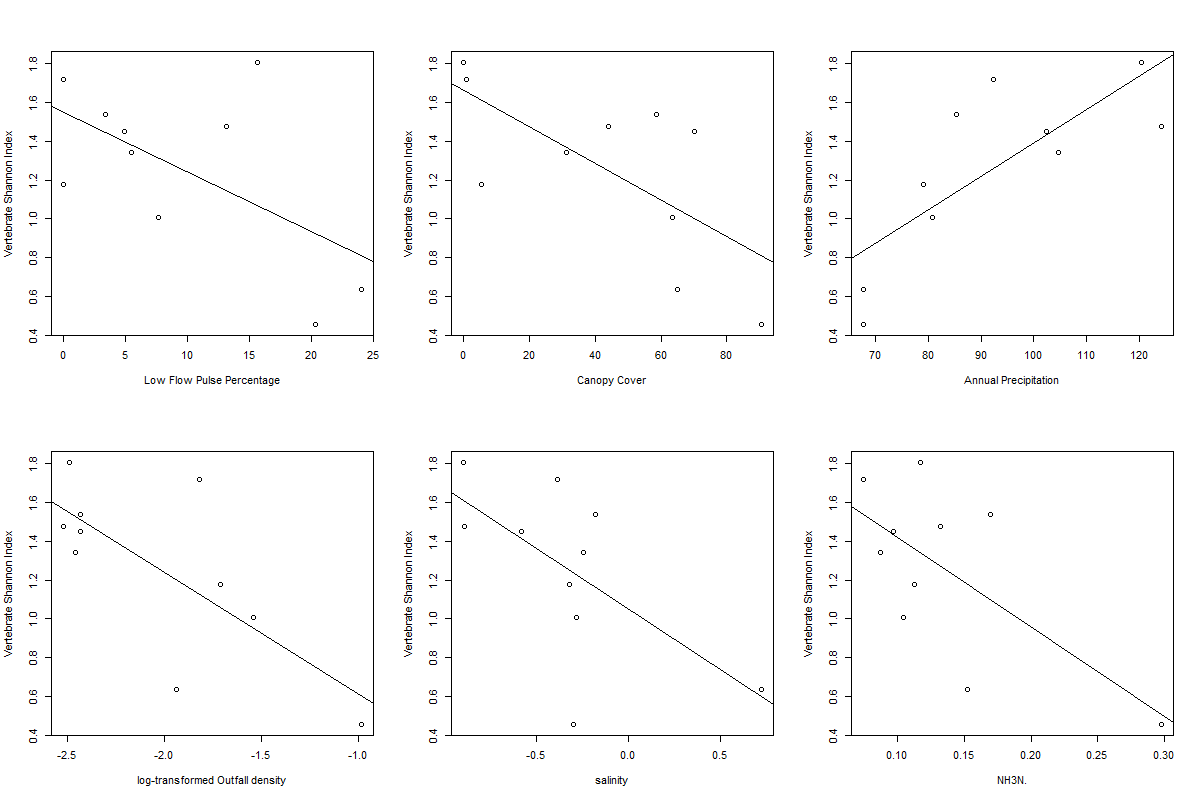 Vertebrate Shannon Index
0.4 0.6 0.8 1.0 1.2 1.4 1.6 1.8
0 5 10 15 20 25
Low Flow Pulse Percentage
Vertebrate Shannon Index
0.4 0.6 0.8 1.0 1.2 1.4 1.6 1.8
0 20 40 60 80
Canopy Cover
Vertebrate Shannon Index
0.4 0.6 0.8 1.0 1.2 1.4 1.6 1.8
70 80 90 100 110 120
Annual Precipitation
Vertebrate Shannon Index
0.4 0.6 0.8 1.0 1.2 1.4 1.6 1.8
-2.5 -2.0 -1.5 -1.0
log-transformed Outfall density
Vertebrate Shannon Index
0.4 0.6 0.8 1.0 1.2 1.4 1.6 1.8
-0.5 0.0 0.5
salinity
Vertebrate Shannon Index
0.4 0.6 0.8 1.0 1.2 1.4 1.6 1.8
0.10 0.15 0.20 0.25 0.30
NH3N.